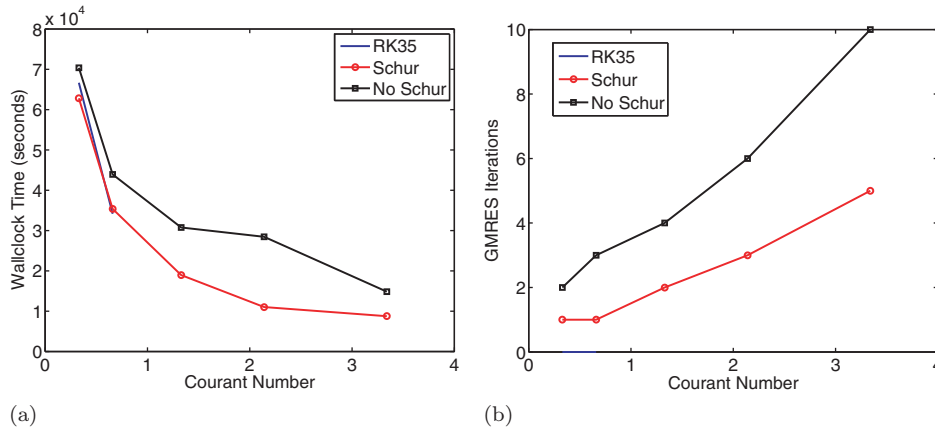 x 10⁴
8
7
6
5
4
3
2
1
0
Wallclock Time (seconds)
RK35
Schur
No Schur
0 1 2 3 4
Courant Number
(a)
10
8
6
4
2
0
GMRES Iterations
RK35
Schur
No Schur
0 1 2 3 4
Courant Number
(b)